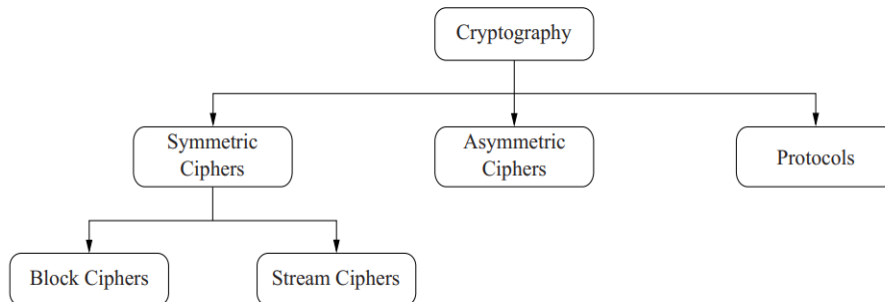 Cryptography
Symmetric
Ciphers
Asymmetric
Ciphers
Protocols
Block Ciphers
Stream Ciphers